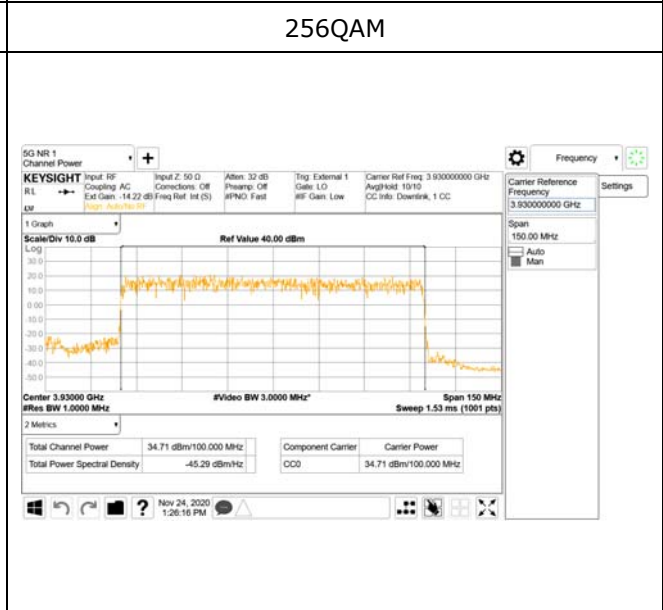 256QAM
5G NR 1
Channel Power
Frequency
KEYSIGHT
RL
Input: RF
Coupling: AC
Ext Gain: -14.22 dB
Align: Auto/No RF
Input Z: 50 Ω
Corrections: Off
Freq Ref: Int (S)
Atten: 32 dB
Preamp: Off
#PNO: Fast
Trig: External 1
Gate: LO
#IF Gain: Low
Carrier Ref Freq: 3.930000000 GHz
Avg|Hold: 10/10
CC Info: Downlink, 1 CC
Carrier Reference Frequency
3.930000000 GHz
Settings
Span
150.00 MHz
Auto
Man
1 Graph
Scale/Div 10.0 dB
Ref Value 40.00 dBm
Log
30.0
20.0
10.0
0.00
-10.0
-20.0
-30.0
-40.0
-50.0
Center 3.93000 GHz
#Video BW 3.0000 MHz*
Span 150 MHz
#Res BW 1.0000 MHz
Sweep 1.53 ms (1001 pts)
2 Metrics
Total Channel Power 34.71 dBm/100.000 MHz
Total Power Spectral Density -45.29 dBm/Hz
Component Carrier Carrier Power
CC0 34.71 dBm/100.000 MHz
?
Nov 24, 2020
1:26:16 PM